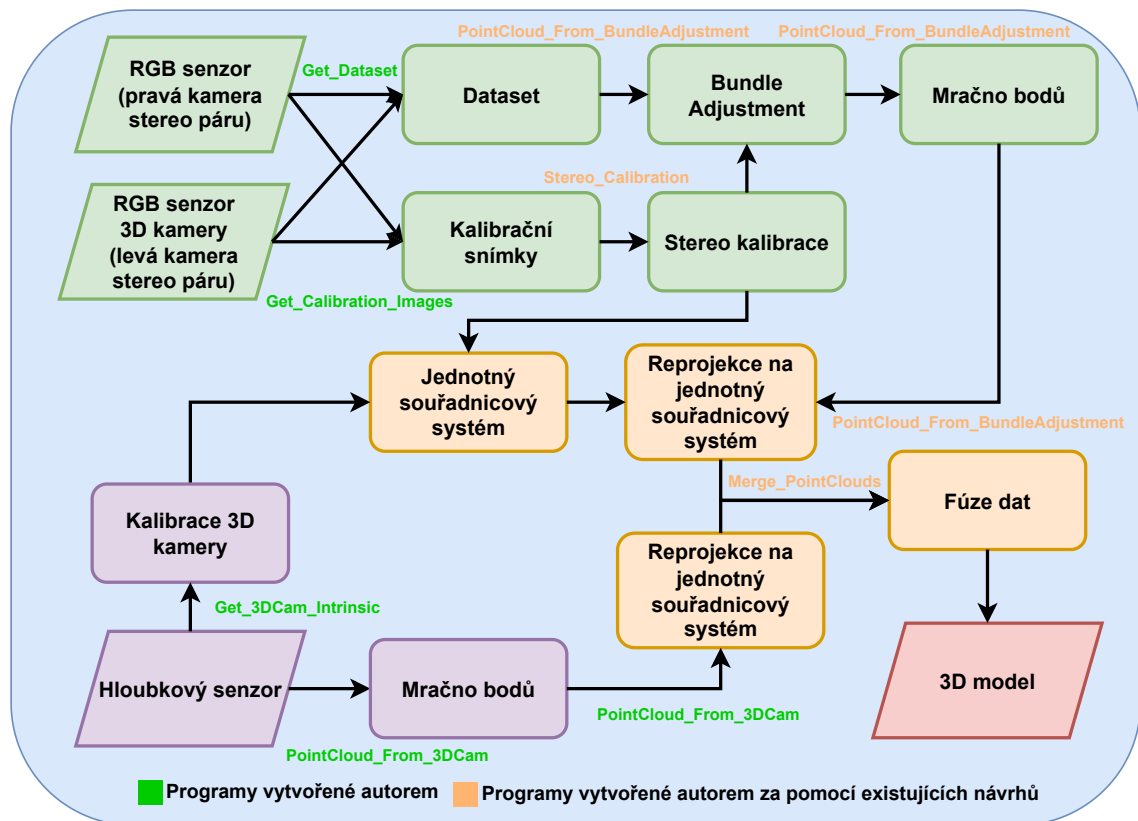 PointCloud_From_BundleAdjustment
PointCloud_From_BundleAdjustment
RGB senzor
(pravá kamera
stereo páru)
Get_Dataset
Dataset
Bundle
Adjustment
Mračno bodů
RGB senzor
3D kamery
(levá kamera
stereo páru)
Stereo_Calibration
Kalibrační
snímky
Stereo kalibrace
Get_Calibration_Images
Jednotný
souřadnicový
systém
Reprojekce na
jednotný
souřadnicový
systém
PointCloud_From_BundleAdjustment
Merge_PointClouds
Kalibrace 3D
kamery
Fúze dat
Reprojekce na
jednotný
souřadnicový
systém
Get_3DCam_Intrinsic
Hloubkový senzor
Mračno bodů
3D model
PointCloud_From_3DCam
PointCloud_From_3DCam
Programy vytvořené autorem
Programy vytvořené autorem za pomocí existujících návrhů